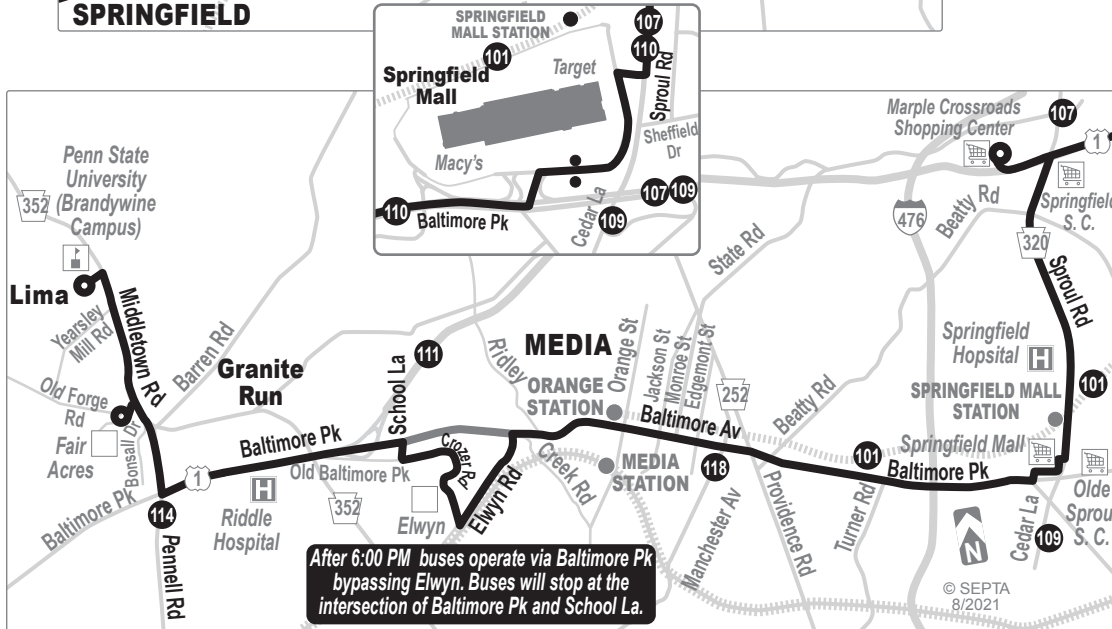 SPRINGFIELD
SPRINGFIELD
MALL STATION
101
107
110
Springfield
Mall
Target
Sproul Rd
Macy's
Sheffield
Dr
107
109
110
Baltimore Pk
Cedar La
109
Marple Crossroads
Shopping Center
107
1
Penn State
University
(Brandywine
Campus)
352
Lima
Middletown Rd
Yearsley
Mill Rd
Barren Rd
Old Forge
Rd
Fair
Acres
Bonsall Dr
Granite
Run
School La
111
Ridley
Creek Rd
MEDIA
ORANGE
STATION
Orange St
Jackson St
Monroe St
Edgemont St
State Rd
252
476
Beatty Rd
Springfield
S. C.
320
Sproul Rd
Springfield
Hopsital
H
SPRINGFIELD MALL
STATION
101
Springfield Mall
Beatty Rd
Baltimore Av
Baltimore Pk
101
Baltimore Pk
Old Baltimore Pk
Crozer Rd
Elwyn Rd
Elwyn
MEDIA
STATION
118
Manchester Av
Providence Rd
Turner Rd
Cedar La
109
Olde
Sproul
S. C.
Baltimore Pk
1
114
Pennell Rd
H
Riddle
Hospital
352
After 6:00 PM buses operate via Baltimore Pk
bypassing Elwyn. Buses will stop at the
intersection of Baltimore Pk and School La.
N
© SEPTA
8/2021